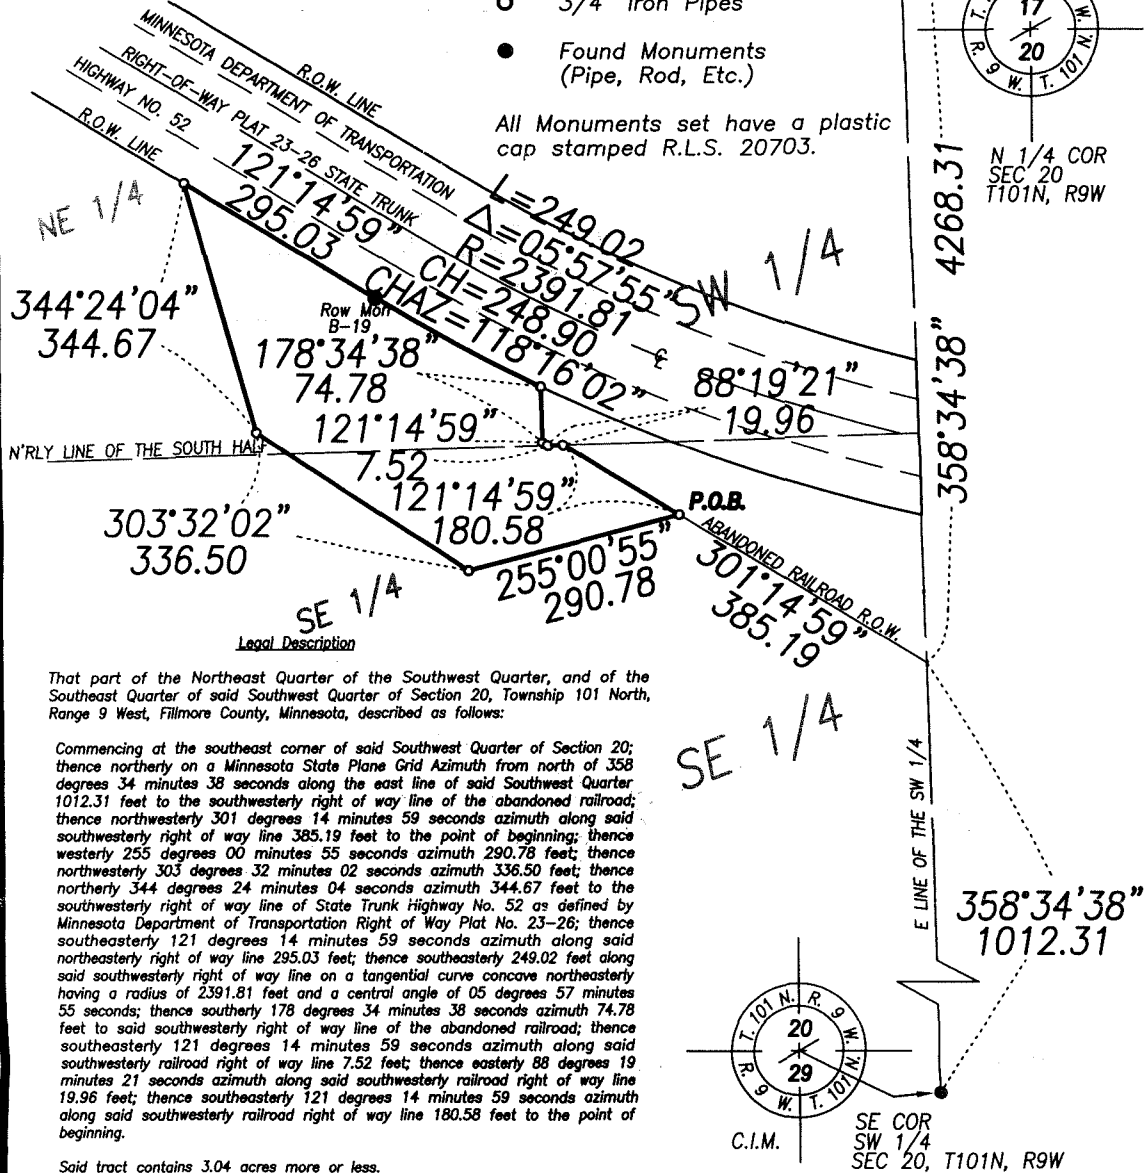 3/4" Iron Pipes
Found Monuments
(Pipe, Rod, Etc.)
All Monuments set have a plastic
cap stamped R.L.S. 20703.
17
20
R. 9 W. T. 101 N.
N 1/4 COR
SEC 20
T101N, R9W
R.O.W. LINE
MINNESOTA DEPARTMENT OF TRANSPORTATION
RIGHT-OF-WAY PLAT 23-26 STATE TRUNK
HIGHWAY NO. 52
R.O.W. LINE
121°14'59"
295.03
L=249.02
Δ=05°57'55"
R=2391.81
CH=248.90
CHAZ=118°16'02"
NE 1/4
SW 1/4
4268.31
358°34'38"
344°24'04"
344.67
Row Mon
B-19
178°34'38"
74.78
℄
88°19'21"
19.96
121°14'59"
7.52
N'RLY LINE OF THE SOUTH HALF
121°14'59"
180.58
P.O.B.
303°32'02"
336.50
255°00'55"
290.78
ABANDONED RAILROAD R.O.W.
301°14'59"
385.19
SE 1/4
SE 1/4
Legal Description
That part of the Northeast Quarter of the Southwest Quarter, and of the
Southeast Quarter of said Southwest Quarter of Section 20, Township 101 North,
Range 9 West, Fillmore County, Minnesota, described as follows:
Commencing at the southeast corner of said Southwest Quarter of Section 20;
thence northerly on a Minnesota State Plane Grid Azimuth from north of 358
degrees 34 minutes 38 seconds along the east line of said Southwest Quarter
1012.31 feet to the southwesterly right of way line of the abandoned railroad;
thence northwesterly 301 degrees 14 minutes 59 seconds azimuth along said
southwesterly right of way line 385.19 feet to the point of beginning; thence
westerly 255 degrees 00 minutes 55 seconds azimuth 290.78 feet; thence
northwesterly 303 degrees 32 minutes 02 seconds azimuth 336.50 feet; thence
northerly 344 degrees 24 minutes 04 seconds azimuth 344.67 feet to the
southwesterly right of way line of State Trunk Highway No. 52 as defined by
Minnesota Department of Transportation Right of Way Plat No. 23-26; thence
southeasterly 121 degrees 14 minutes 59 seconds azimuth along said
northeasterly right of way line 295.03 feet; thence southeasterly 249.02 feet along
said southwesterly right of way line on a tangential curve concave northeasterly
having a radius of 2391.81 feet and a central angle of 05 degrees 57 minutes
55 seconds; thence southerly 178 degrees 34 minutes 38 seconds azimuth 74.78
feet to said southwesterly right of way line of the abandoned railroad; thence
southeasterly 121 degrees 14 minutes 59 seconds azimuth along said
southwesterly railroad right of way line 7.52 feet; thence easterly 88 degrees 19
minutes 21 seconds azimuth along said southwesterly railroad right of way line
19.96 feet; thence southeasterly 121 degrees 14 minutes 59 seconds azimuth
along said southwesterly railroad right of way line 180.58 feet to the point of
beginning.
Said tract contains 3.04 acres more or less.
E LINE OF THE SW 1/4
358°34'38"
1012.31
T. 101 N. R. 9 W.
20
29
R. 9 W. T. 101 N.
C.I.M.
SE COR
SW 1/4
SEC 20, T101N, R9W